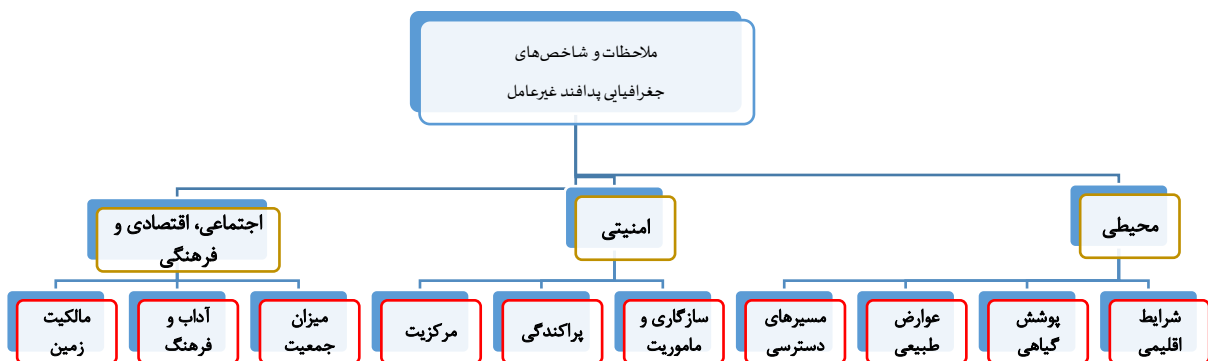 ملاحظات و شاخص‌های
جغرافیایی پدافند غیرعامل
محیطی
امنیتی
اجتماعی، اقتصادی و
فرهنگی
شرایط
اقلیمی
پوشش
گیاهی
عوارض
طبیعی
مسیرهای
دسترسی
سازگاری و
ماموریت
پراکندگی
مرکزیت
میزان
جمعیت
آداب و
فرهنگ
مالکیت
زمین